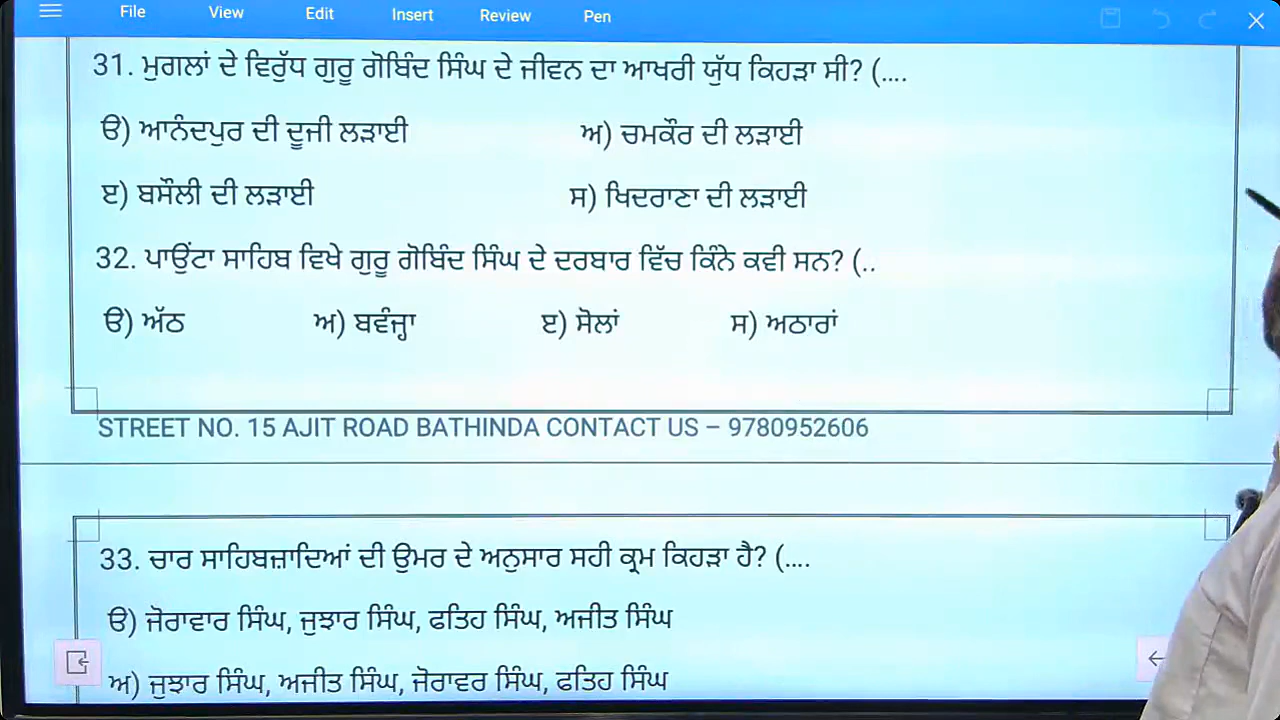 File View Edit Insert Review Pen
31. ਮੁਗਲਾਂ ਦੇ ਵਿਰੁੱਧ ਗੁਰੂ ਗੋਬਿੰਦ ਸਿੰਘ ਦੇ ਜੀਵਨ ਦਾ ਆਖਰੀ ਯੁੱਧ ਕਿਹੜਾ ਸੀ? (....
ੳ) ਆਨੰਦਪੁਰ ਦੀ ਦੂਜੀ ਲੜਾਈ ਅ) ਚਮਕੌਰ ਦੀ ਲੜਾਈ
ੲ) ਬਸੌਲੀ ਦੀ ਲੜਾਈ ਸ) ਖਿਦਰਾਣਾ ਦੀ ਲੜਾਈ
32. ਪਾਉਂਟਾ ਸਾਹਿਬ ਵਿਖੇ ਗੁਰੂ ਗੋਬਿੰਦ ਸਿੰਘ ਦੇ ਦਰਬਾਰ ਵਿੱਚ ਕਿੰਨੇ ਕਵੀ ਸਨ? (..
ੳ) ਅੱਠ ਅ) ਬਵੰਜ੍ਹਾ ੲ) ਸੋਲਾਂ ਸ) ਅਠਾਰਾਂ
STREET NO. 15 AJIT ROAD BATHINDA CONTACT US – 9780952606
33. ਚਾਰ ਸਾਹਿਬਜ਼ਾਦਿਆਂ ਦੀ ਉਮਰ ਦੇ ਅਨੁਸਾਰ ਸਹੀ ਕ੍ਰਮ ਕਿਹੜਾ ਹੈ? (....
ੳ) ਜੋਰਾਵਾਰ ਸਿੰਘ, ਜੁਝਾਰ ਸਿੰਘ, ਫਤਿਹ ਸਿੰਘ, ਅਜੀਤ ਸਿੰਘ
ਅ) ਜੁਝਾਰ ਸਿੰਘ, ਅਜੀਤ ਸਿੰਘ, ਜੋਰਾਵਰ ਸਿੰਘ, ਫਤਿਹ ਸਿੰਘ